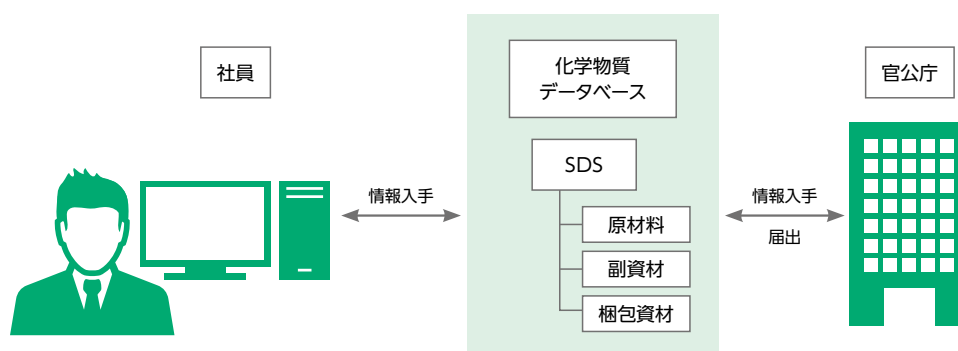 社員
化学物質
データベース
官公庁
SDS
情報入手
情報入手
届出
原材料
副資材
梱包資材